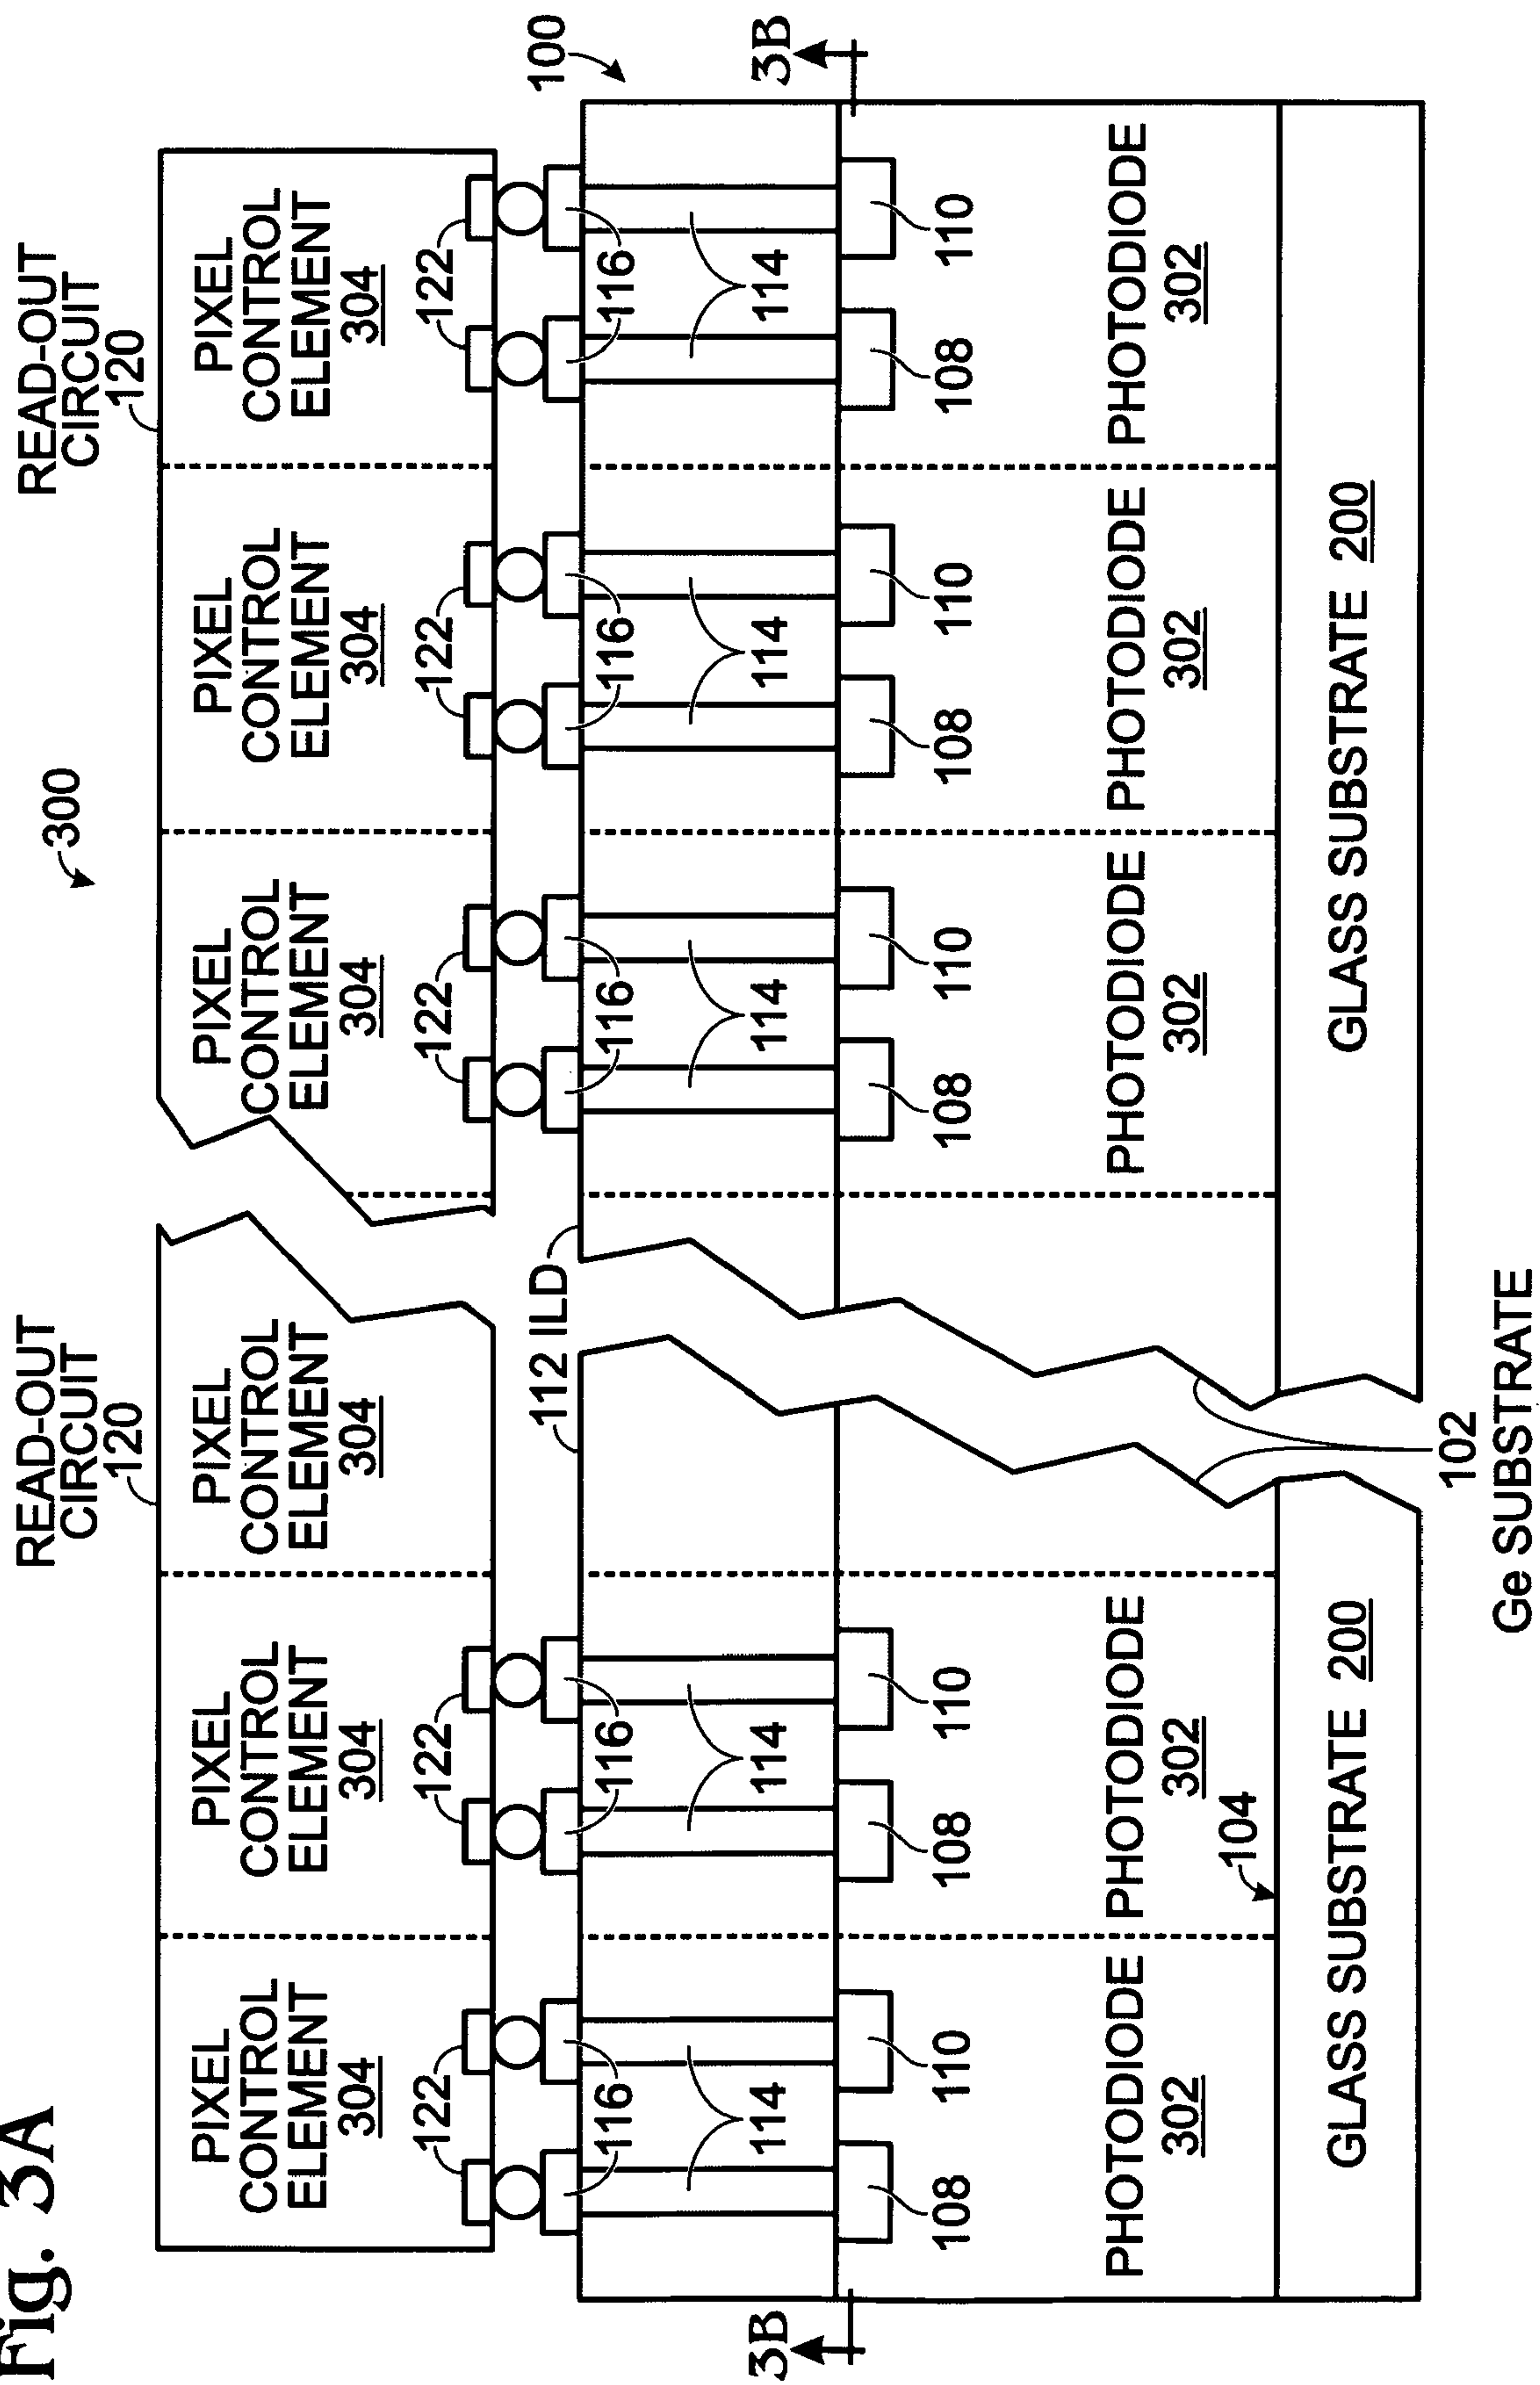 Fig. 3A
300
READ-OUT
CIRCUIT
120
READ-OUT
CIRCUIT
120
PIXEL
CONTROL
ELEMENT
304
PIXEL
CONTROL
ELEMENT
304
PIXEL
CONTROL
ELEMENT
304
PIXEL
CONTROL
ELEMENT
304
PIXEL
CONTROL
ELEMENT
304
PIXEL
CONTROL
ELEMENT
304
122
122
122
122
122
112 ILD
100
116
116
116
116
116
114
114
114
114
114
3B
3B
108
110
108
110
108
110
108
110
108
110
PHOTODIODE
302
PHOTODIODE
302
PHOTODIODE
302
PHOTODIODE
302
PHOTODIODE
302
104
GLASS SUBSTRATE 200
GLASS SUBSTRATE 200
102
Ge SUBSTRATE